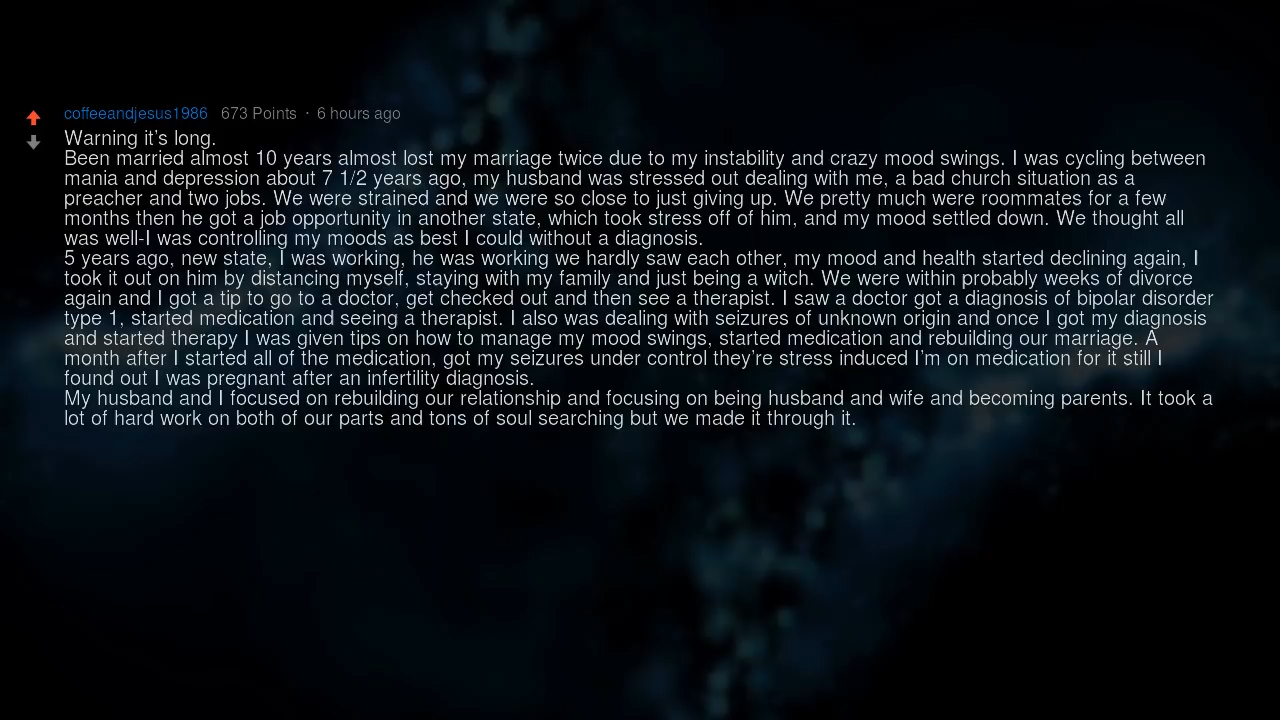 coffeeandjesus1986 673 Points · 6 hours ago
Warning it's long.
Been married almost 10 years almost lost my marriage twice due to my instability and crazy mood swings. I was cycling between
mania and depression about 7 1/2 years ago, my husband was stressed out dealing with me, a bad church situation as a
preacher and two jobs. We were strained and we were so close to just giving up. We pretty much were roommates for a few
months then he got a job opportunity in another state, which took stress off of him, and my mood settled down. We thought all
was well-I was controlling my moods as best I could without a diagnosis.
5 years ago, new state, I was working, he was working we hardly saw each other, my mood and health started declining again, I
took it out on him by distancing myself, staying with my family and just being a witch. We were within probably weeks of divorce
again and I got a tip to go to a doctor, get checked out and then see a therapist. I saw a doctor got a diagnosis of bipolar disorder
type 1, started medication and seeing a therapist. I also was dealing with seizures of unknown origin and once I got my diagnosis
and started therapy I was given tips on how to manage my mood swings, started medication and rebuilding our marriage. A
month after I started all of the medication, got my seizures under control they're stress induced I'm on medication for it still I
found out I was pregnant after an infertility diagnosis.
My husband and I focused on rebuilding our relationship and focusing on being husband and wife and becoming parents. It took a
lot of hard work on both of our parts and tons of soul searching but we made it through it.